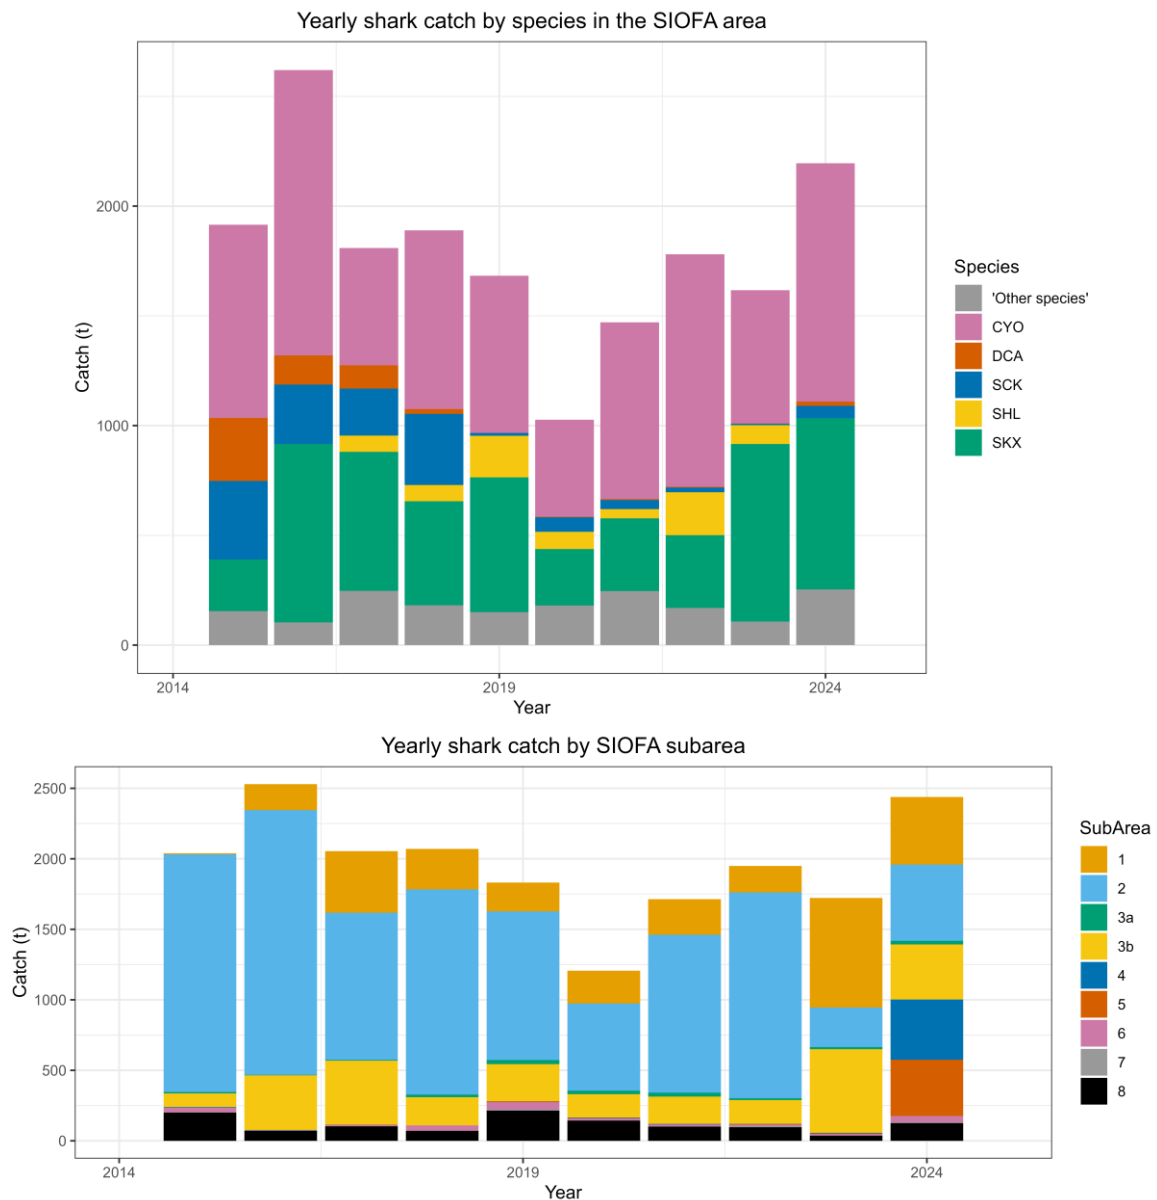 Yearly shark catch by species in the SIOFA area
2000
1000
0
Catch (t)
2014 2019 2024
Year
Species
'Other species'
CYO
DCA
SCK
SHL
SKX
Yearly shark catch by SIOFA subarea
2500
2000
1500
1000
500
0
Catch (t)
2014 2019 2024
Year
SubArea
1
2
3a
3b
4
5
6
7
8